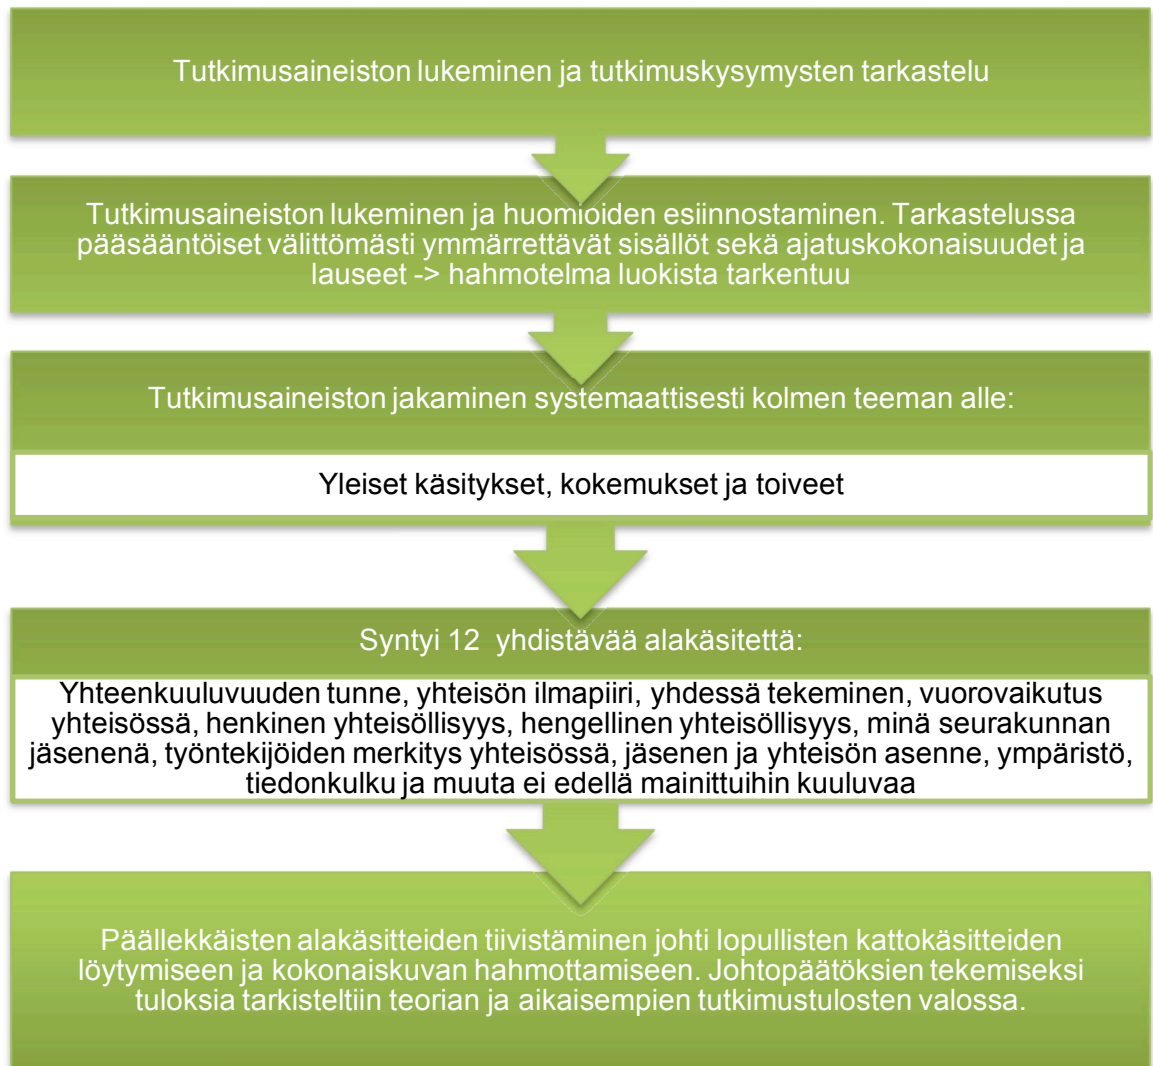 Tutkimusaineiston lukeminen ja tutkimuskysymysten tarkastelu
Tutkimusaineiston lukeminen ja huomioiden esiinnostaminen. Tarkastelussa
pääsääntöiset välittömästi ymmärrettävät sisällöt sekä ajatuskokonaisuudet ja
lauseet -> hahmotelma luokista tarkentuu
Tutkimusaineiston jakaminen systemaattisesti kolmen teeman alle:
Yleiset käsitykset, kokemukset ja toiveet
Syntyi 12 yhdistävää alakäsitettä:
Yhteenkuuluvuuden tunne, yhteisön ilmapiiri, yhdessä tekeminen, vuorovaikutus
yhteisössä, henkinen yhteisöllisyys, hengellinen yhteisöllisyys, minä seurakunnan
jäsenenä, työntekijöiden merkitys yhteisössä, jäsenen ja yhteisön asenne, ympäristö,
tiedonkulku ja muuta ei edellä mainittuihin kuuluvaa
Päällekkäisten alakäsitteiden tiivistäminen johti lopullisten kattokäsitteiden
löytymiseen ja kokonaiskuvan hahmottamiseen. Johtopäätöksien tekemiseksi
tuloksia tarkisteltiin teorian ja aikaisempien tutkimustulosten valossa.